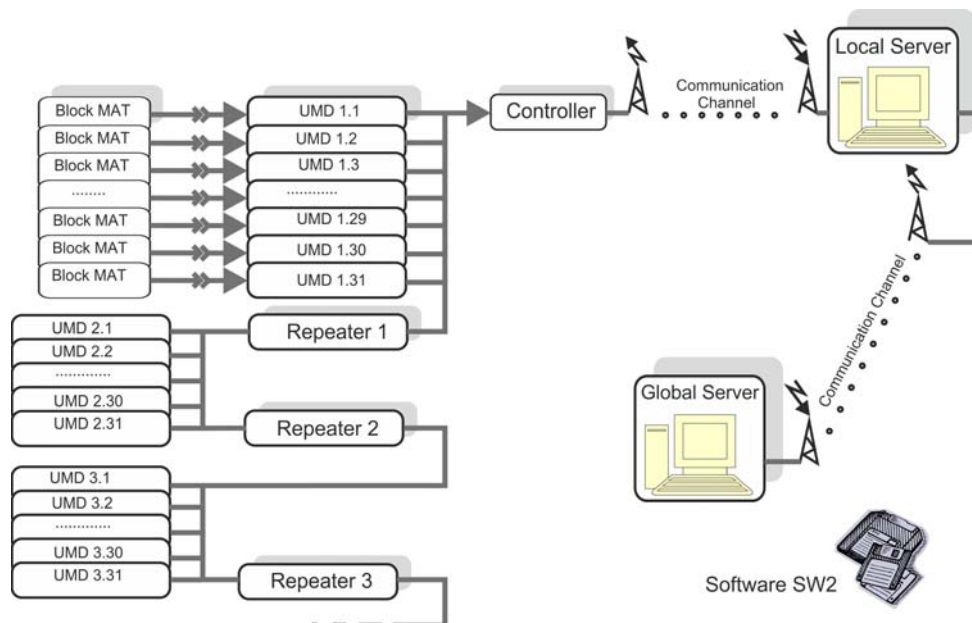 Block MAT
Block MAT
Block MAT
........
Block MAT
Block MAT
Block MAT
UMD 1.1
UMD 1.2
UMD 1.3
............
UMD 1.29
UMD 1.30
UMD 1.31
Controller
Communication
Channel
Local Server
Repeater 1
UMD 2.1
UMD 2.2
.............
UMD 2.30
UMD 2.31
Repeater 2
UMD 3.1
UMD 3.2
.............
UMD 3.30
UMD 3.31
Repeater 3
Communication Channel
Global Server
Software SW2